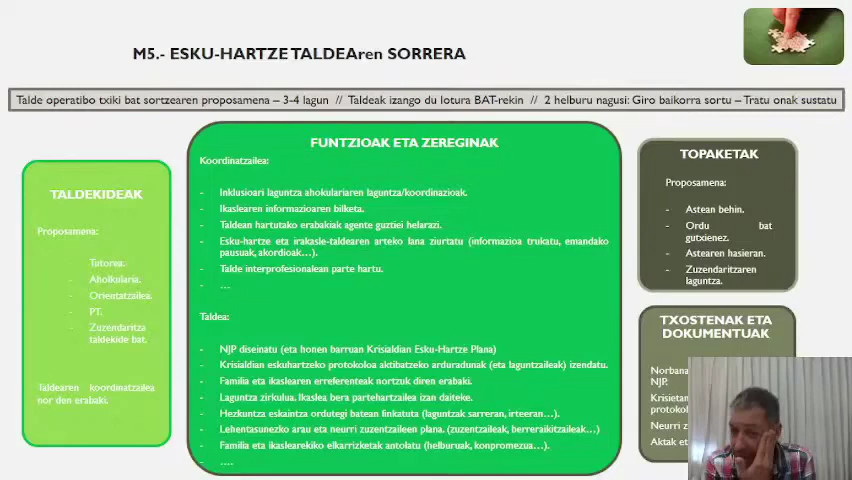 M5.- ESKU-HARTZE TALDEAren SORRERA
Talde operatibo txiki bat sortzearen proposamena – 3-4 lagun // Taldeak izango du lotura BAT-rekin // 2 helburu nagusi: Giro baikorra sortu – Tratu onak sustatu
TALDEKIDEAK
Proposamena:
Tutorea.
- Aholkularia.
- Orientatzailea.
- PT.
- Zuzendaritza
taldekide bat.
Taldearen koordinatzailea
nor den erabaki.
FUNTZIOAK ETA ZEREGINAK
Koordinatzailea:
- Inklusioari laguntza ahokulariaren laguntza/koordinazioak.
- Ikaslearen informazioaren bilketa.
- Taldean hartutako erabakiak agente guztiei helarazi.
- Esku-hartze eta irakasle-taldearen arteko lana ziurtatu (informazioa trukatu, emandako
pausuak, akordioak…).
- Talde interprofesionalean parte hartu.
- …
Taldea:
- NJP diseinatu (eta honen barruan Krisialdian Esku-Hartze Plana)
- Krisialdian eskuhartzeko protokoloa aktibatzeko arduradunak (eta laguntzaileak) izendatu.
- Familia eta ikaslearen erreferenteak nortzuk diren erabaki.
- Laguntza zirkulua. Ikaslea bera partehartzailea izan daiteke.
- Hezkuntza eskaintza ordutegi batean finkatuta (laguntzak sarreran, irteeran…).
- Lehentasunezko arau eta neurri zuzentzaileen plana. (zuzentzaileak, berreraikitzaileak…)
- Familia eta ikaslearekiko elkarrizketak antolatu (helburuak, konpromezua…).
- ….
TOPAKETAK
Proposamena:
- Astean behin.
- Ordu bat
gutxienez.
- Astearen hasieran.
- Zuzendaritzaren
laguntza.
TXOSTENAK ETA
DOKUMENTUAK
NJP.
Neurri